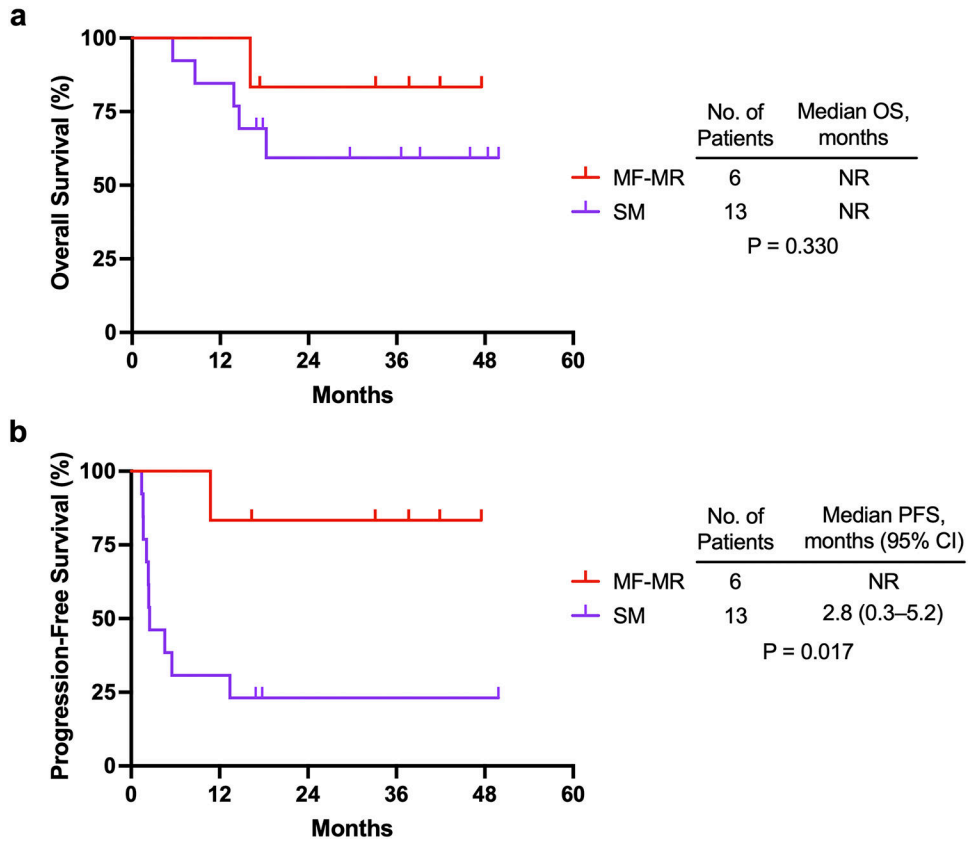 a
Overall Survival (%)
100
75
50
25
0
0 12 24 36 48 60
Months
No. of Median OS,
Patients months
MF-MR 6 NR
SM 13 NR
P = 0.330
b
Progression-Free Survival (%)
100
75
50
25
0
0 12 24 36 48 60
Months
No. of Median PFS,
Patients months (95% CI)
MF-MR 6 NR
SM 13 2.8 (0.3–5.2)
P = 0.017